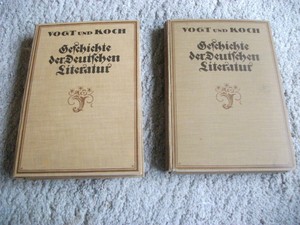 VOGT UND KOCH
Geschichte
der Deutschen
Literatur
VOGT UND KOCH
Geschichte
der Deutschen
Literatur